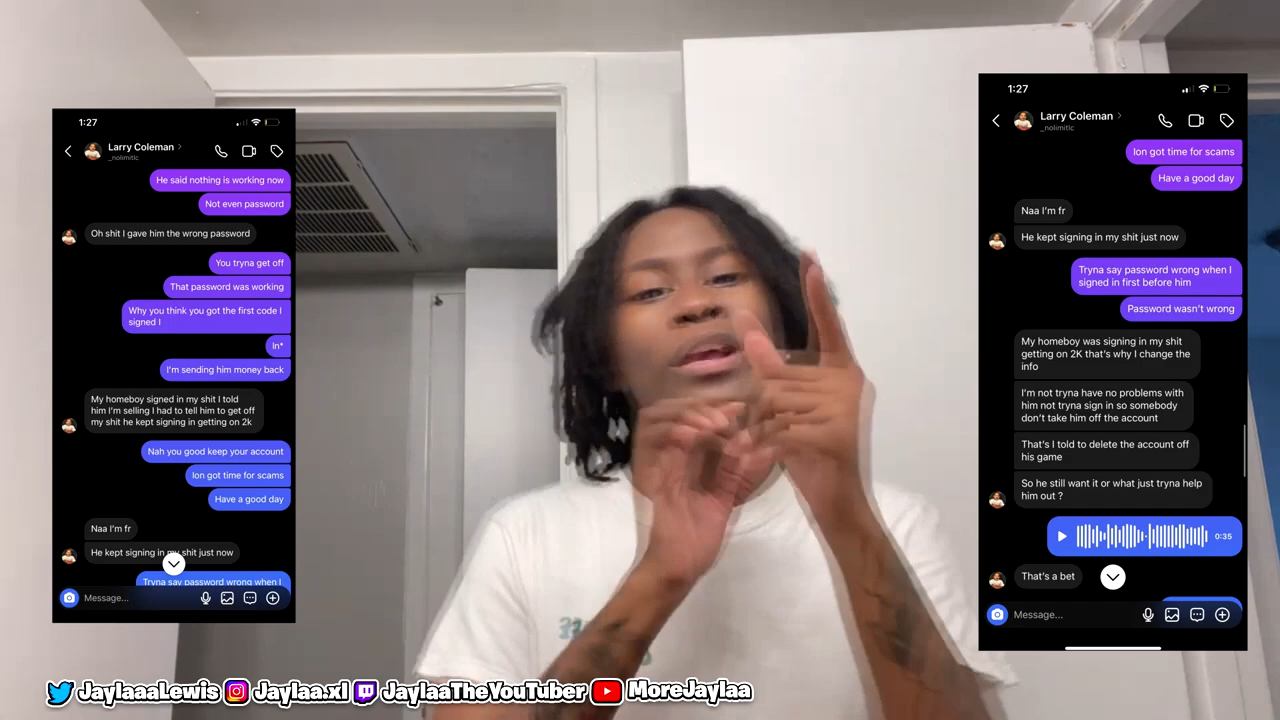 1:27
Larry Coleman
_nolimitlc
He said nothing is working now
Not even password
Oh shit I gave him the wrong password
You tryna get off
That password was working
Why you think you got the first code I
signed I
In*
I'm sending him money back
My homeboy signed in my shit I told
him I'm selling I had to tell him to get off
my shit he kept signing in getting on 2k
Nah you good keep your account
Ion got time for scams
Have a good day
Naa I'm fr
He kept signing in my shit just now
Tryna say password wrong when I
Message...
1:27
Larry Coleman
_nolimitlc
Ion got time for scams
Have a good day
Naa I'm fr
He kept signing in my shit just now
Tryna say password wrong when I
signed in first before him
Password wasn't wrong
My homeboy was signing in my shit
getting on 2K that's why I change the
info
I'm not tryna have no problems with
him not tryna sign in so somebody
don't take him off the account
That's I told to delete the account off
his game
So he still want it or what just tryna help
him out ?
0:35
That's a bet
Message...
JaylaaaLewis Jaylaa.xl JaylaaTheYouTuber MoreJaylaa